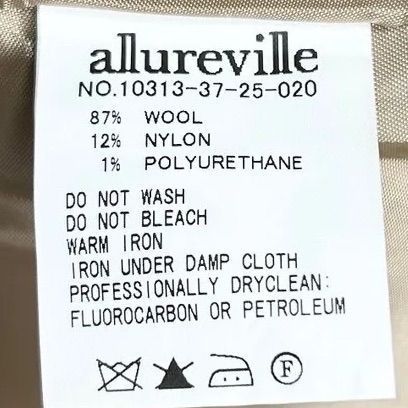 allureville
NO.10313-37-25-020
87% WOOL
12% NYLON
1% POLYURETHANE
DO NOT WASH
DO NOT BLEACH
WARM IRON
IRON UNDER DAMP CLOTH
PROFESSIONALLY DRYCLEAN:
FLUOROCARBON OR PETROLEUM
F